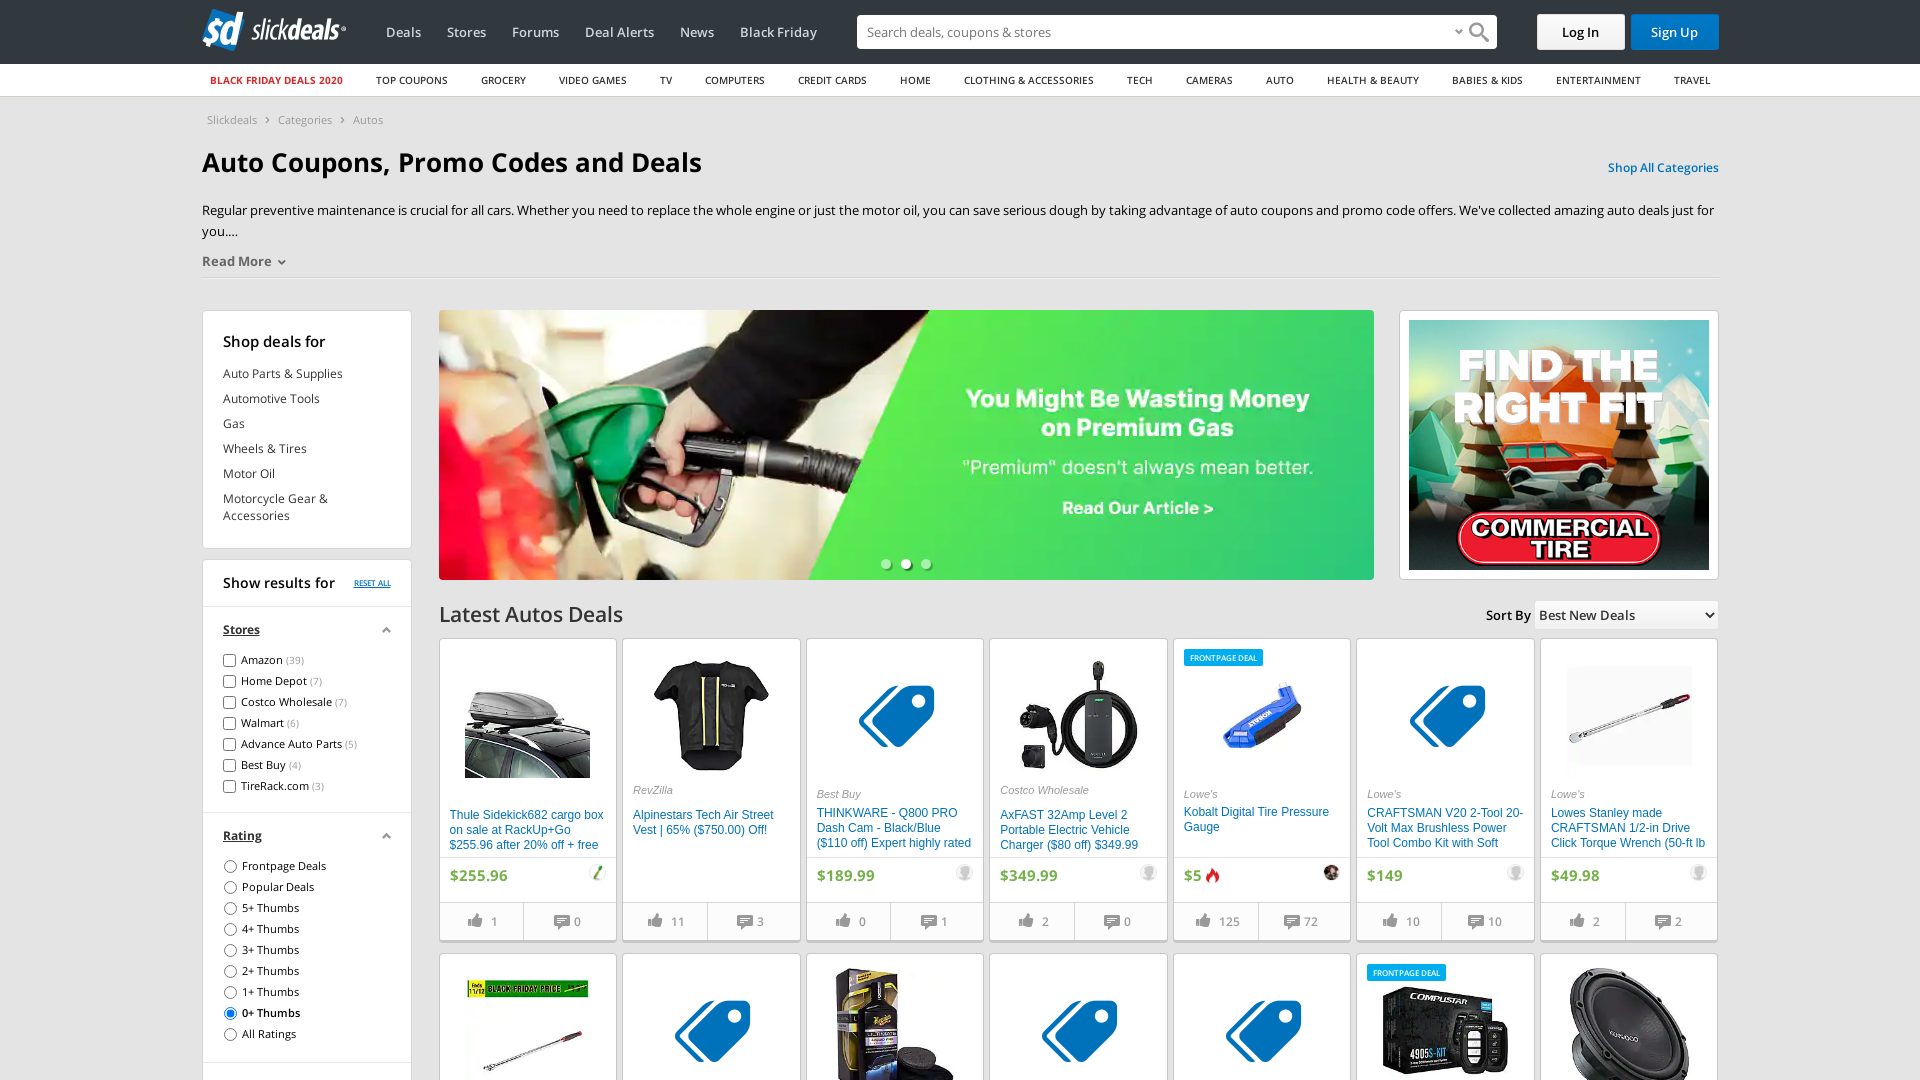 slickdeals
Deals
Stores
Forums
Deal Alerts
News
Black Friday
Search deals, coupons & stores
Log In
Sign Up
BLACK FRIDAY DEALS 2020
TOP COUPONS
GROCERY
VIDEO GAMES
TV
COMPUTERS
CREDIT CARDS
HOME
CLOTHING & ACCESSORIES
TECH
CAMERAS
AUTO
HEALTH & BEAUTY
BABIES & KIDS
ENTERTAINMENT
TRAVEL
Slickdeals
Categories
Autos
Auto Coupons, Promo Codes and Deals
Shop All Categories
Regular preventive maintenance is crucial for all cars. Whether you need to replace the whole engine or just the motor oil, you can save serious dough by taking advantage of auto coupons and promo code offers. We've collected amazing auto deals just for
you.…
Read More
Shop deals for
Auto Parts & Supplies
Automotive Tools
Gas
Wheels & Tires
Motor Oil
Motorcycle Gear &
Accessories
You Might Be Wasting Money
on Premium Gas
"Premium" doesn't always mean better.
Read Our Article >
FIND THE
RIGHT FIT
COMMERCIAL
TIRE
Show results for
RESET ALL
Stores
Amazon (39)
Home Depot (7)
Costco Wholesale (7)
Walmart (6)
Advance Auto Parts (5)
Best Buy (4)
TireRack.com (3)
Rating
Frontpage Deals
Popular Deals
5+ Thumbs
4+ Thumbs
3+ Thumbs
2+ Thumbs
1+ Thumbs
0+ Thumbs
All Ratings
Latest Autos Deals
Sort By
Best New Deals
Thule Sidekick682 cargo box
on sale at RackUp+Go
$255.96 after 20% off + free
$255.96
1
0
RevZilla
Alpinestars Tech Air Street
Vest | 65% ($750.00) Off!
11
3
Best Buy
THINKWARE - Q800 PRO
Dash Cam - Black/Blue
($110 off) Expert highly rated
$189.99
0
1
Costco Wholesale
AxFAST 32Amp Level 2
Portable Electric Vehicle
Charger ($80 off) $349.99
$349.99
2
0
FRONTPAGE DEAL
KOBALT
Lowe's
Kobalt Digital Tire Pressure
Gauge
$5
125
72
Lowe's
CRAFTSMAN V20 2-Tool 20-
Volt Max Brushless Power
Tool Combo Kit with Soft
$149
10
10
Lowe's
Lowes Stanley made
CRAFTSMAN 1/2-in Drive
Click Torque Wrench (50-ft lb
$49.98
2
2
Ends
11/12
BLACK FRIDAY PRICE
FRONTPAGE DEAL
COMPUSTAR
4905S-KIT